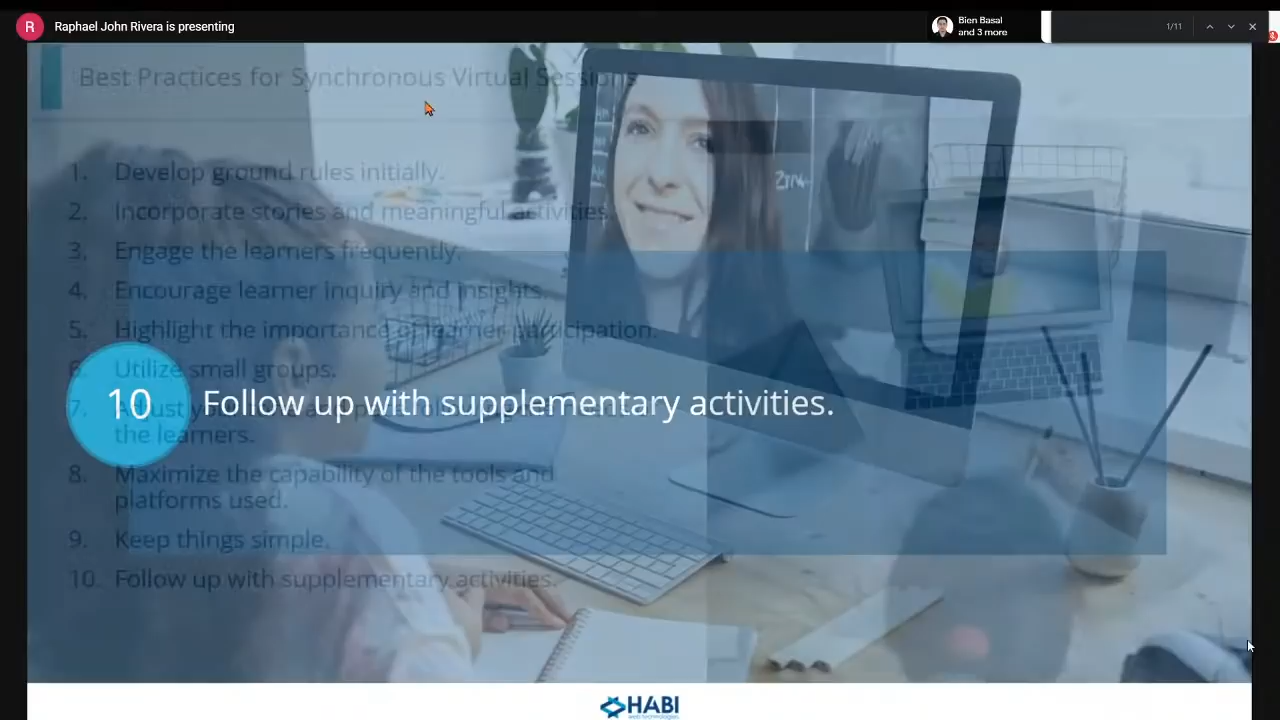 R Raphael John Rivera is presenting
Bien Basal
and 3 more
1/11
Best Practices for Synchronous Virtual Sessions
1. Develop ground rules initially.
2. Incorporate stories and meaningful activities.
3. Engage the learners frequently.
4. Encourage learner inquiry and insights.
5. Highlight the importance of learner participation.
6. Utilize small groups.
10 Follow up with supplementary activities.
7.
the learners.
8. Maximize the capability of the tools and
platforms used.
9. Keep things simple.
10. Follow up with supplementary activities.
HABI
web technologies